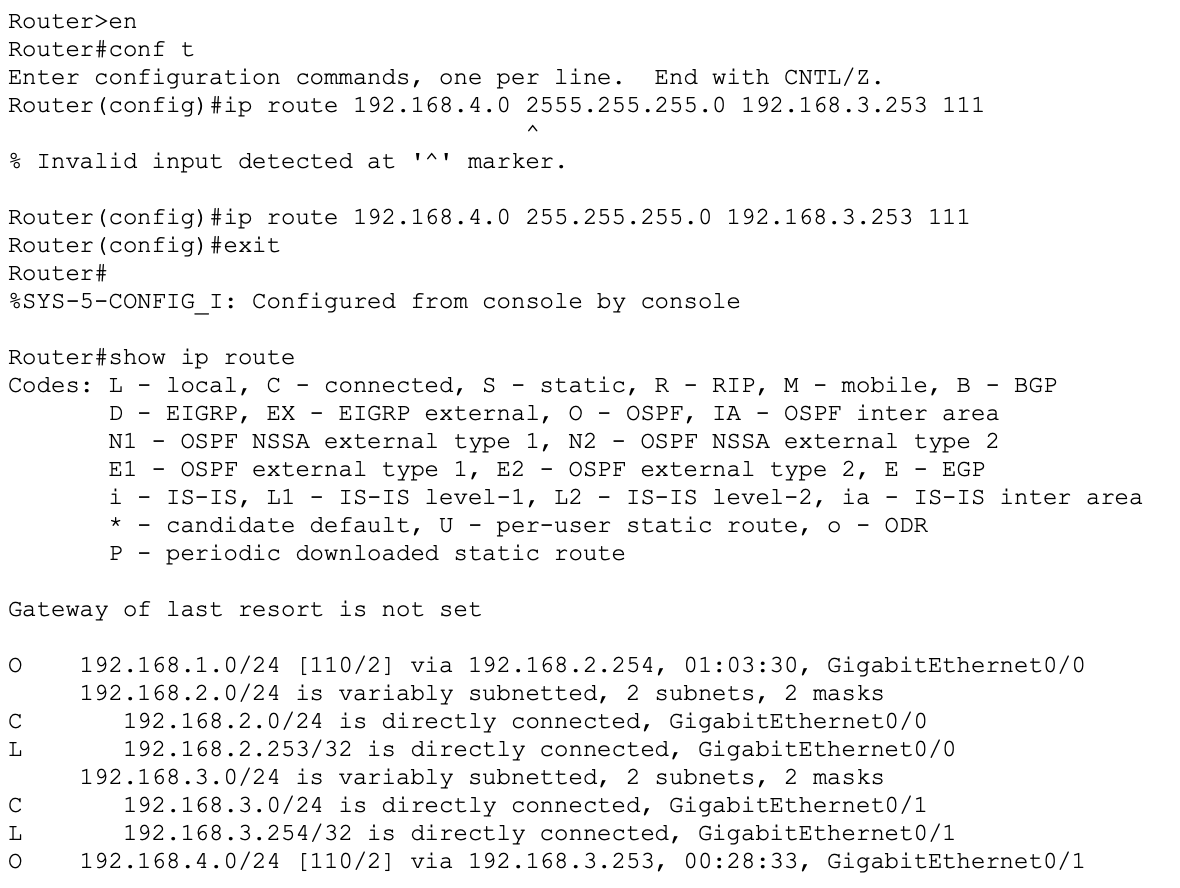 Router>en
Router#conf t
Enter configuration commands, one per line.  End with CNTL/Z.
Router(config)#ip route 192.168.4.0 2555.255.255.0 192.168.3.253 111
                                    ^
% Invalid input detected at '^' marker.

Router(config)#ip route 192.168.4.0 255.255.255.0 192.168.3.253 111
Router(config)#exit
Router#
%SYS-5-CONFIG_I: Configured from console by console

Router#show ip route
Codes: L - local, C - connected, S - static, R - RIP, M - mobile, B - BGP
       D - EIGRP, EX - EIGRP external, O - OSPF, IA - OSPF inter area
       N1 - OSPF NSSA external type 1, N2 - OSPF NSSA external type 2
       E1 - OSPF external type 1, E2 - OSPF external type 2, E - EGP
       i - IS-IS, L1 - IS-IS level-1, L2 - IS-IS level-2, ia - IS-IS inter area
       * - candidate default, U - per-user static route, o - ODR
       P - periodic downloaded static route

Gateway of last resort is not set

O    192.168.1.0/24 [110/2] via 192.168.2.254, 01:03:30, GigabitEthernet0/0
     192.168.2.0/24 is variably subnetted, 2 subnets, 2 masks
C       192.168.2.0/24 is directly connected, GigabitEthernet0/0
L       192.168.2.253/32 is directly connected, GigabitEthernet0/0
     192.168.3.0/24 is variably subnetted, 2 subnets, 2 masks
C       192.168.3.0/24 is directly connected, GigabitEthernet0/1
L       192.168.3.254/32 is directly connected, GigabitEthernet0/1
O    192.168.4.0/24 [110/2] via 192.168.3.253, 00:28:33, GigabitEthernet0/1